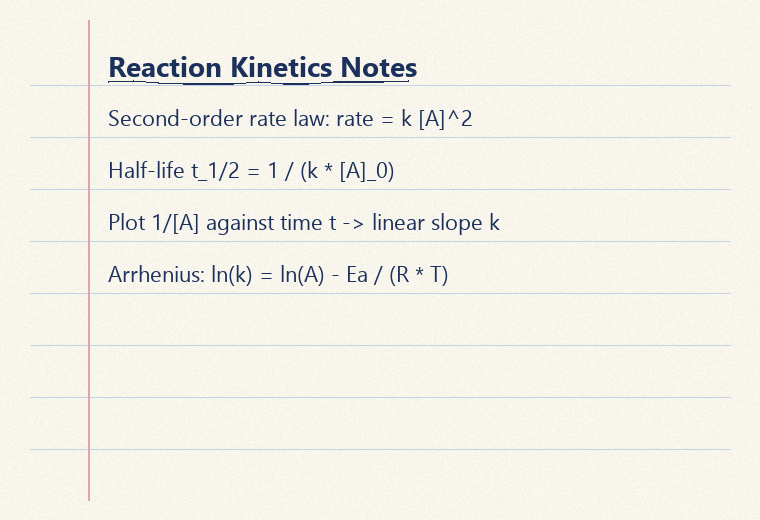 Reaction Kinetics Notes
Second-order rate law: rate = k [A]^2
Half-life t_1/2 = 1 / (k * [A]_0)
Plot 1/[A] against time t -> linear slope k
Arrhenius: ln(k) = ln(A) - Ea / (R * T)